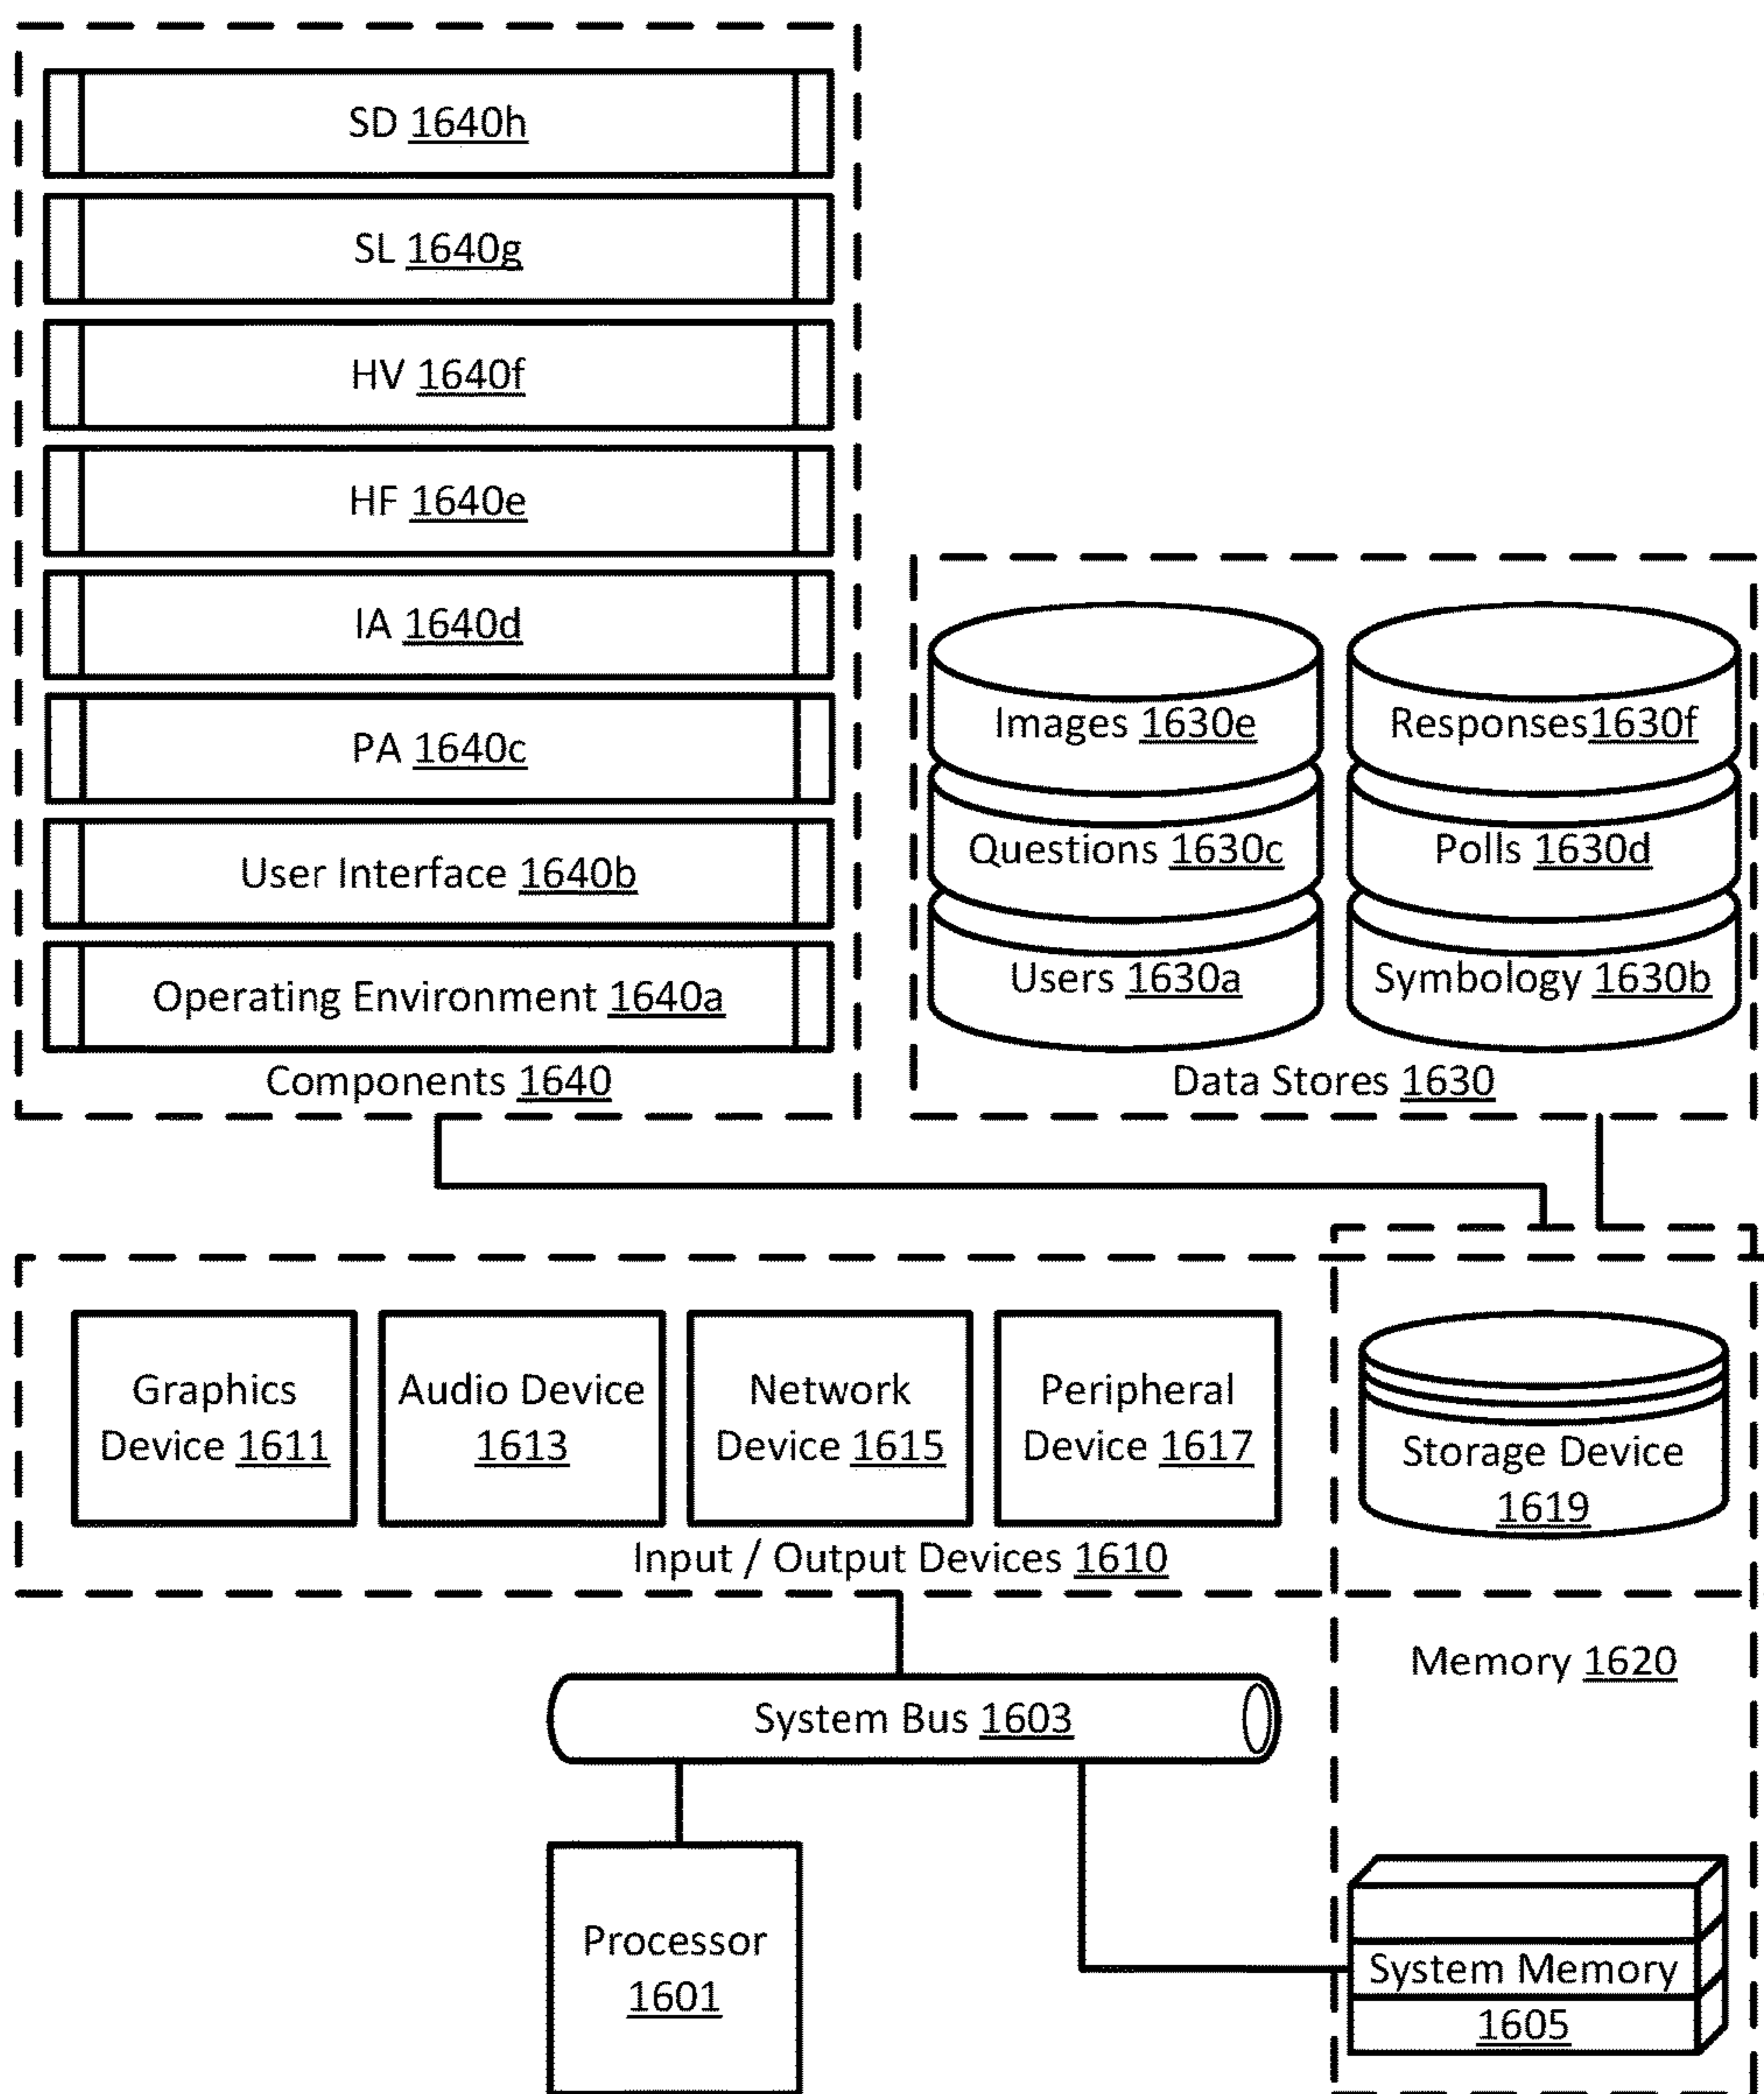 SD 1640h
SL 1640g
HV 1640f
HF 1640e
IA 1640d
PA 1640c
User Interface 1640b
Operating Environment 1640a
Components 1640
Images 1630e
Responses1630f
Questions 1630c
Polls 1630d
Users 1630a
Symbology 1630b
Data Stores 1630
Graphics
Device 1611
Audio Device
1613
Network
Device 1615
Peripheral
Device 1617
Storage Device
1619
Input / Output Devices 1610
Memory 1620
System Bus 1603
Processor
1601
System Memory
1605